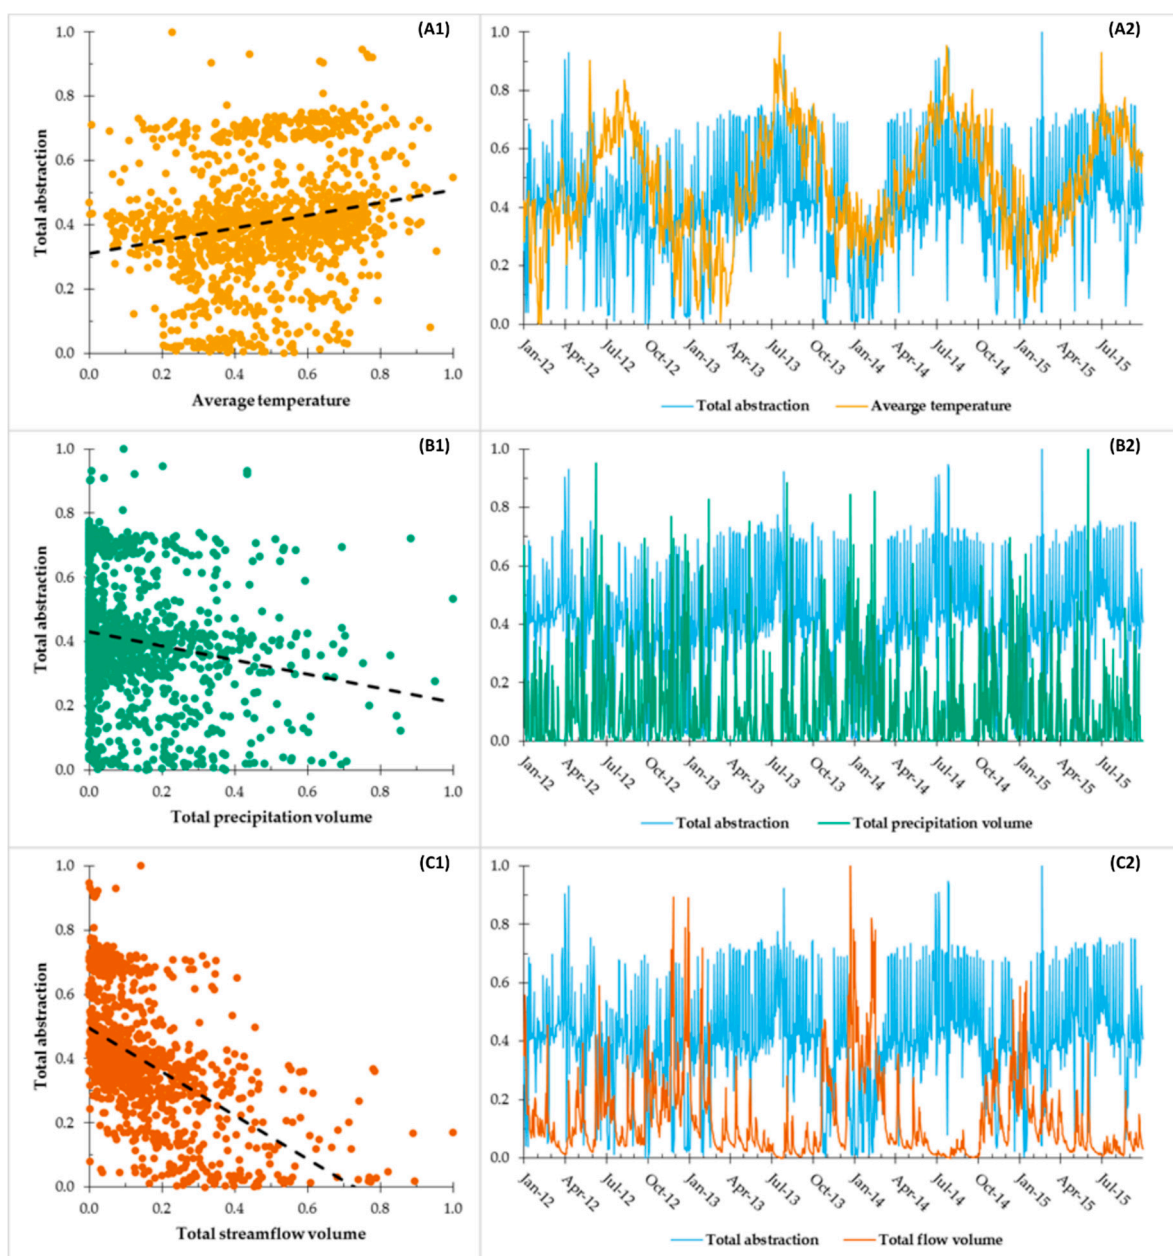 (A1)
1.0
0.8
0.6
0.4
0.2
0.0
Total abstraction
0.0 0.2 0.4 0.6 0.8 1.0
Average temperature
(A2)
1.0
0.8
0.6
0.4
0.2
0.0
Jan-12 Apr-12 Jul-12 Oct-12 Jan-13 Apr-13 Jul-13 Oct-13 Jan-14 Apr-14 Jul-14 Oct-14 Jan-15 Apr-15 Jul-15
Total abstraction Avearge temperature
(B1)
1.0
0.8
0.6
0.4
0.2
0.0
Total abstraction
0.0 0.2 0.4 0.6 0.8 1.0
Total precipitation volume
(B2)
1.0
0.8
0.6
0.4
0.2
0.0
Jan-12 Apr-12 Jul-12 Oct-12 Jan-13 Apr-13 Jul-13 Oct-13 Jan-14 Apr-14 Jul-14 Oct-14 Jan-15 Apr-15 Jul-15
Total abstraction Total precipitation volume
(C1)
1.0
0.8
0.6
0.4
0.2
0.0
Total abstraction
0.0 0.2 0.4 0.6 0.8 1.0
Total streamflow volume
(C2)
1.0
0.8
0.6
0.4
0.2
0.0
Jan-12 Apr-12 Jul-12 Oct-12 Jan-13 Apr-13 Jul-13 Oct-13 Jan-14 Apr-14 Jul-14 Oct-14 Jan-15 Apr-15 Jul-15
Total abstraction Total flow volume